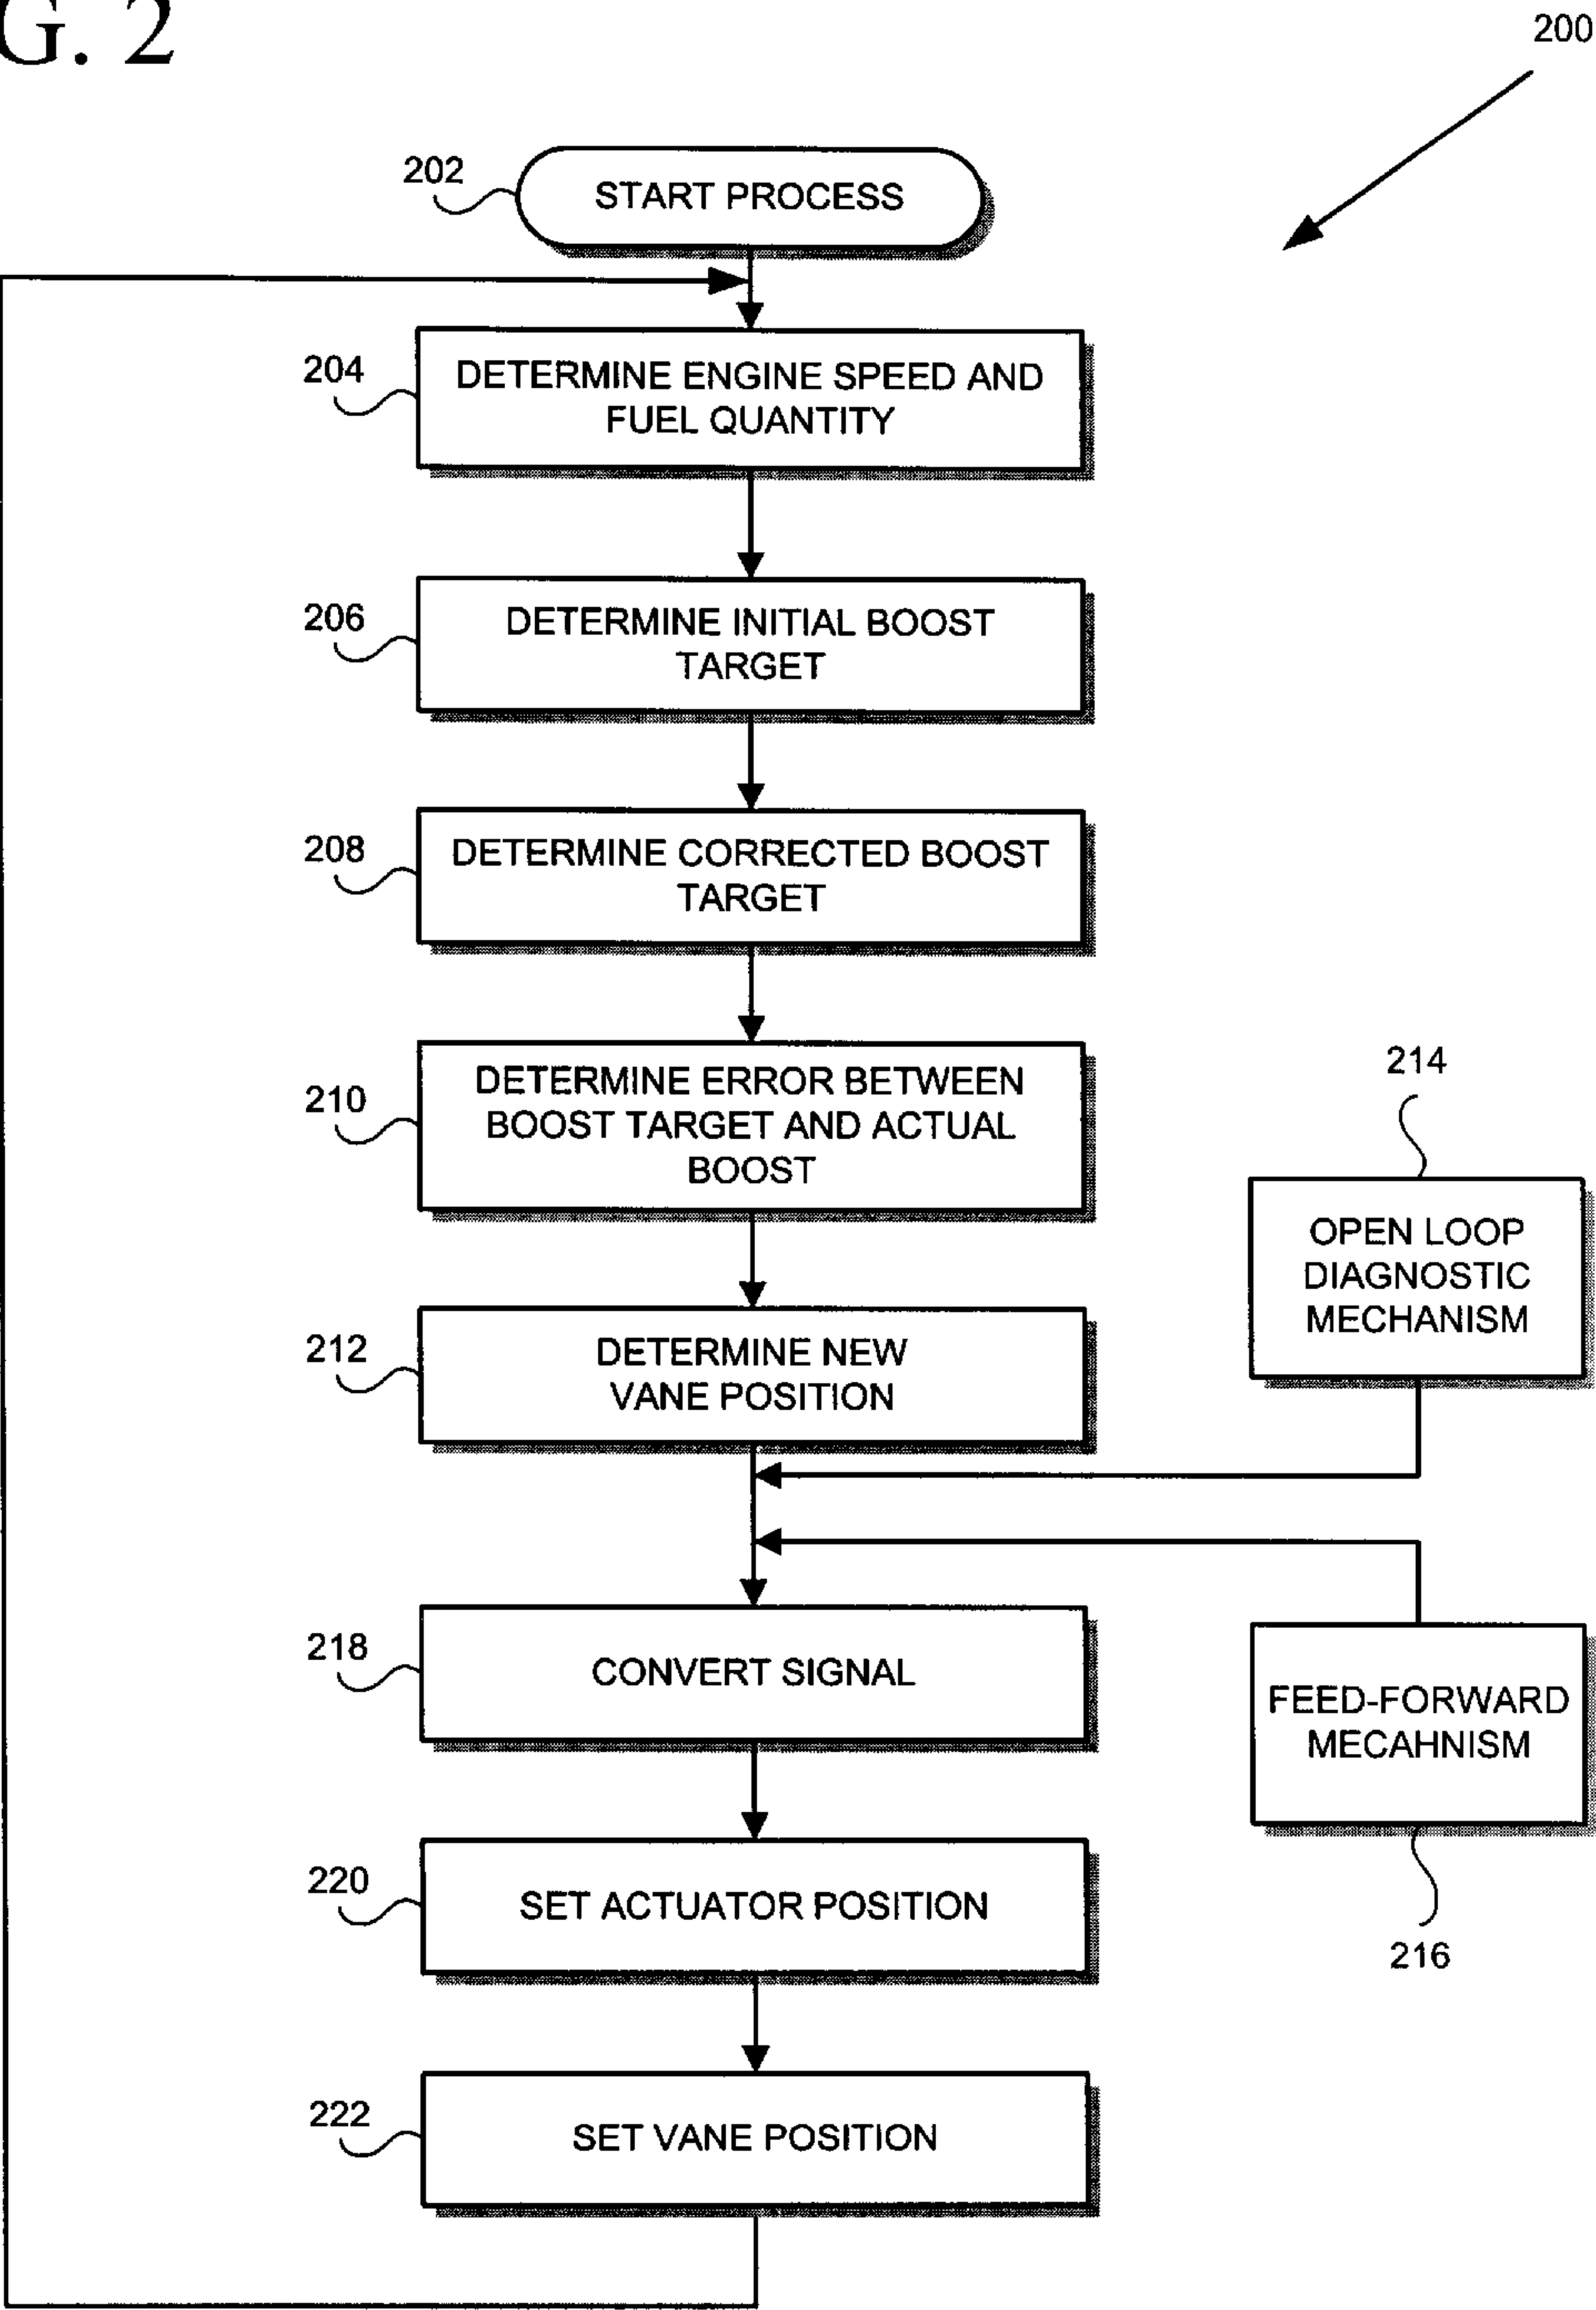 G. 2
200
202
START PROCESS
204
DETERMINE ENGINE SPEED AND
FUEL QUANTITY
206
DETERMINE INITIAL BOOST
TARGET
208
DETERMINE CORRECTED BOOST
TARGET
210
DETERMINE ERROR BETWEEN
BOOST TARGET AND ACTUAL
BOOST
214
OPEN LOOP
DIAGNOSTIC
MECHANISM
212
DETERMINE NEW
VANE POSITION
218
CONVERT SIGNAL
FEED-FORWARD
MECAHNISM
216
220
SET ACTUATOR POSITION
222
SET VANE POSITION